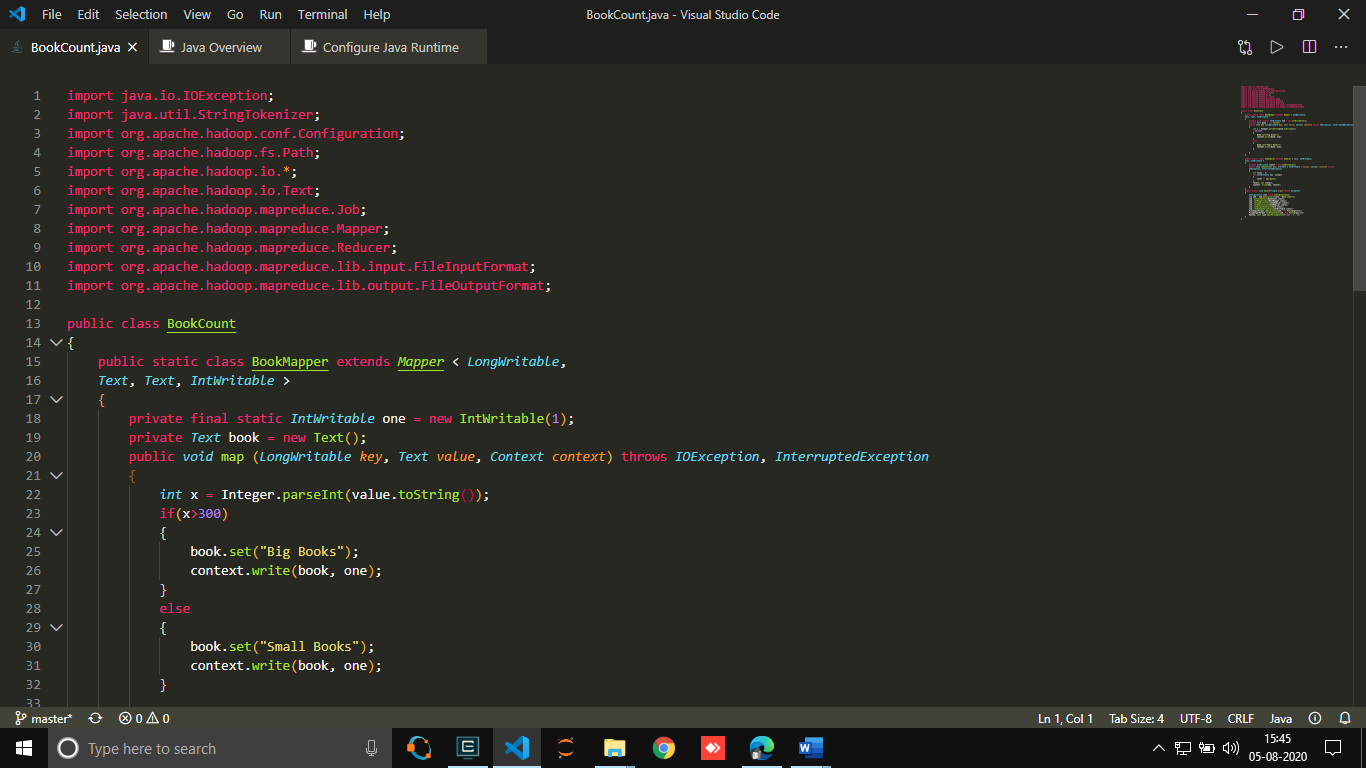 File Edit Selection View Go Run Terminal Help BookCount.java - Visual Studio Code
BookCount.java Java Overview Configure Java Runtime
1 import java.io.IOException;
2 import java.util.StringTokenizer;
3 import org.apache.hadoop.conf.Configuration;
4 import org.apache.hadoop.fs.Path;
5 import org.apache.hadoop.io.*;
6 import org.apache.hadoop.io.Text;
7 import org.apache.hadoop.mapreduce.Job;
8 import org.apache.hadoop.mapreduce.Mapper;
9 import org.apache.hadoop.mapreduce.Reducer;
10 import org.apache.hadoop.mapreduce.lib.input.FileInputFormat;
11 import org.apache.hadoop.mapreduce.lib.output.FileOutputFormat;
12
13 public class BookCount
14 {
15 public static class BookMapper extends Mapper < LongWritable,
16 Text, Text, IntWritable >
17 {
18 private final static IntWritable one = new IntWritable(1);
19 private Text book = new Text();
20 public void map (LongWritable key, Text value, Context context) throws IOException, InterruptedException
21 {
22 int x = Integer.parseInt(value.toString());
23 if(x>300)
24 {
25 book.set("Big Books");
26 context.write(book, one);
27 }
28 else
29 {
30 book.set("Small Books");
31 context.write(book, one);
32 }
33
master* 0 0 Ln 1, Col 1 Tab Size: 4 UTF-8 CRLF Java
Type here to search 15:45
05-08-2020